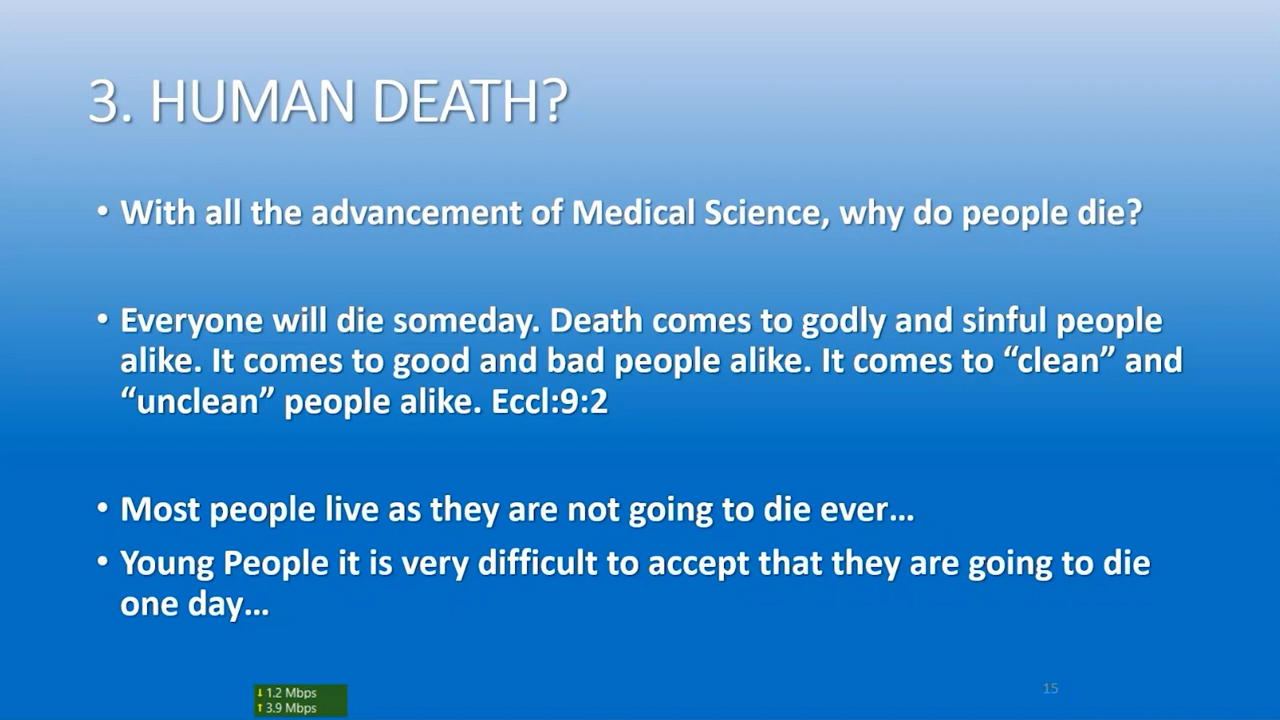 3. HUMAN DEATH?
• With all the advancement of Medical Science, why do people die?
• Everyone will die someday. Death comes to godly and sinful people
alike. It comes to good and bad people alike. It comes to “clean” and
“unclean” people alike. Eccl:9:2
• Most people live as they are not going to die ever…
• Young People it is very difficult to accept that they are going to die
one day…
↓ 1.2 Mbps
↑ 3.9 Mbps
15